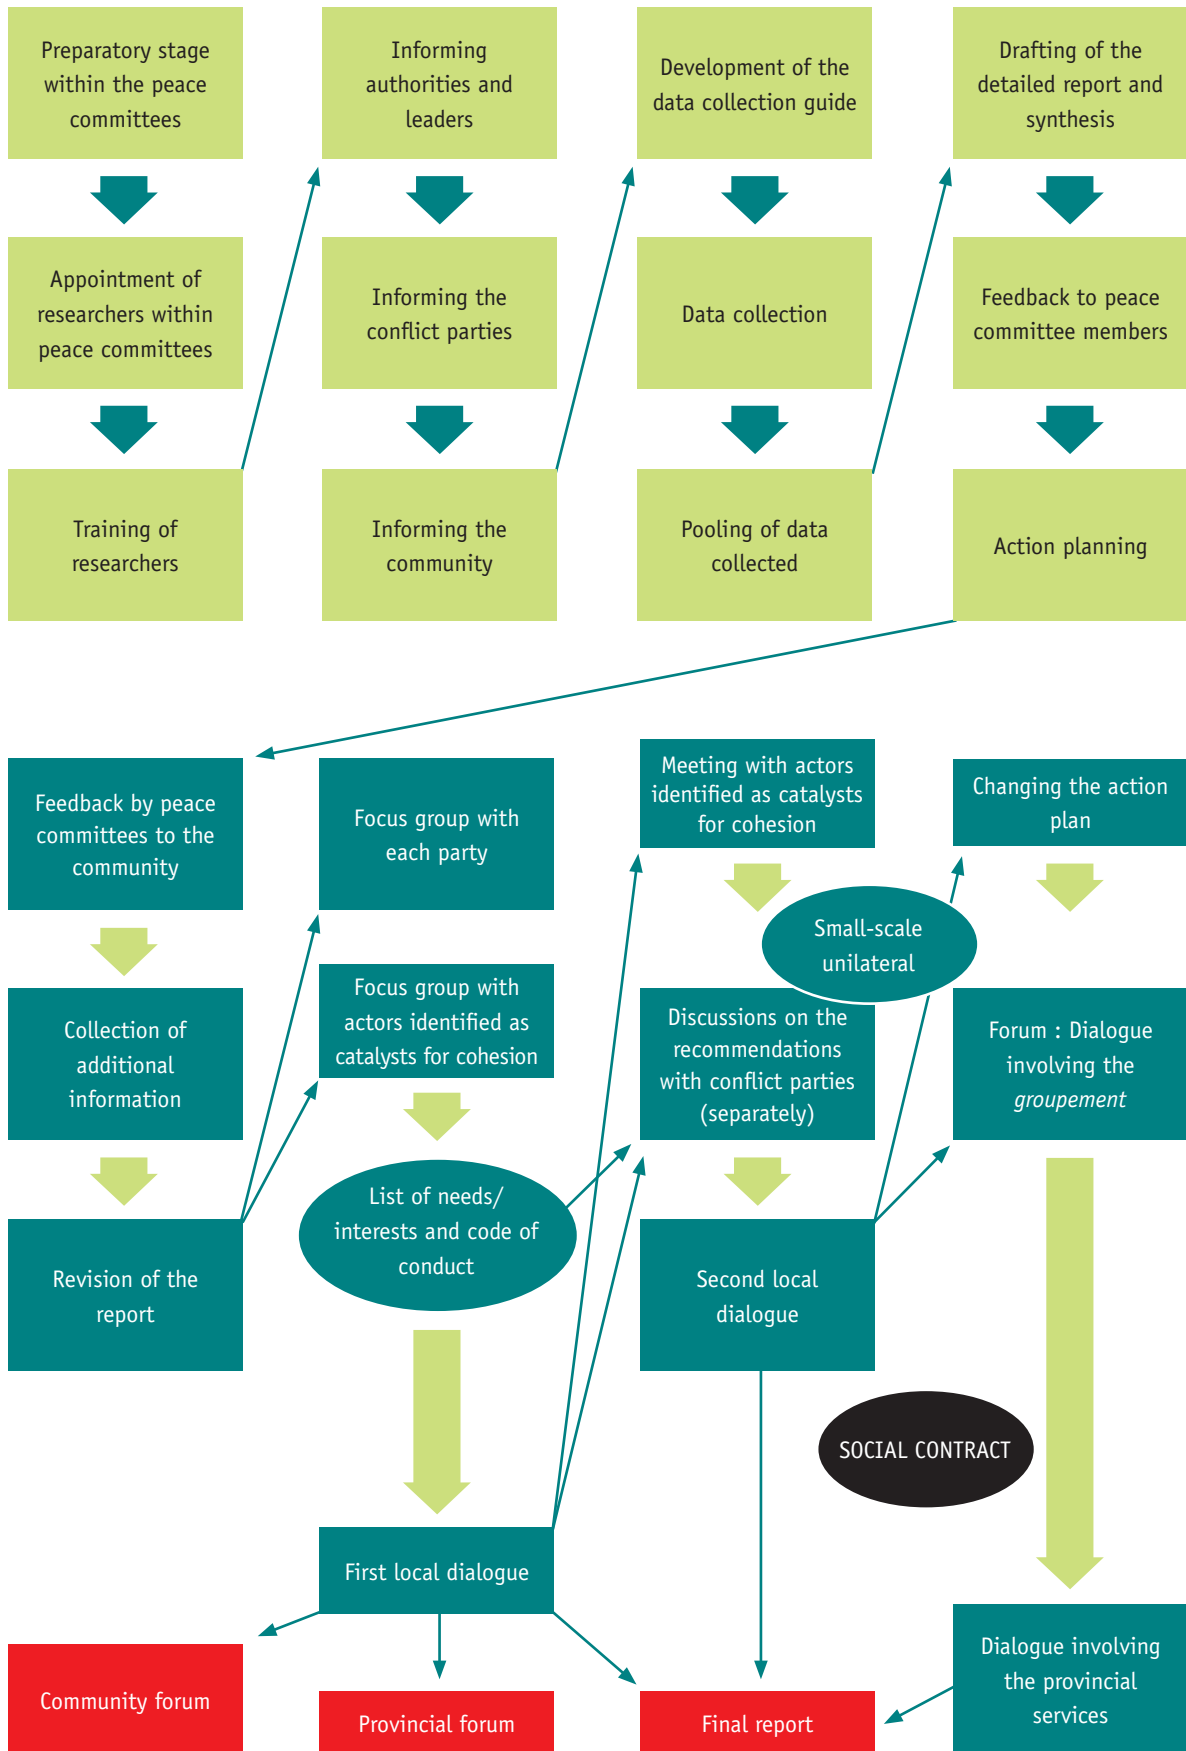 Preparatory stage
within the peace
committees
Informing
authorities and
leaders
Development of the
data collection guide
Drafting of the
detailed report and
synthesis
Appointment of
researchers within
peace committees
Informing the
conflict parties
Data collection
Feedback to peace
committee members
Training of
researchers
Informing the
community
Pooling of data
collected
Action planning
Feedback by peace
committees to the
community
Focus group with
each party
Meeting with actors
identified as catalysts
for cohesion
Changing the action
plan
Small-scale
unilateral
Collection of
additional
information
Focus group with
actors identified as
catalysts for cohesion
Discussions on the
recommendations
with conflict parties
(separately)
Forum : Dialogue
involving the
groupement
Revision of the
report
List of needs/
interests and code of
conduct
Second local
dialogue
SOCIAL CONTRACT
First local dialogue
Community forum
Provincial forum
Final report
Dialogue involving
the provincial
services